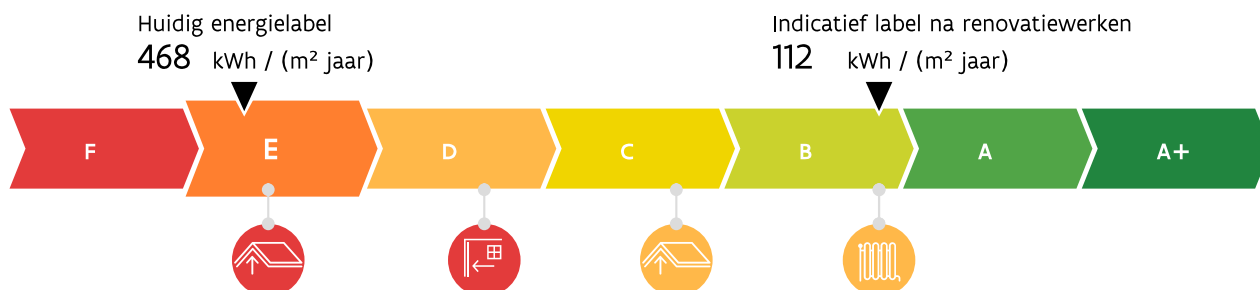 Huidig energielabel
468 kWh / (m² jaar)
Indicatief label na renovatiewerken
112 kWh / (m² jaar)
F E D C B A A+